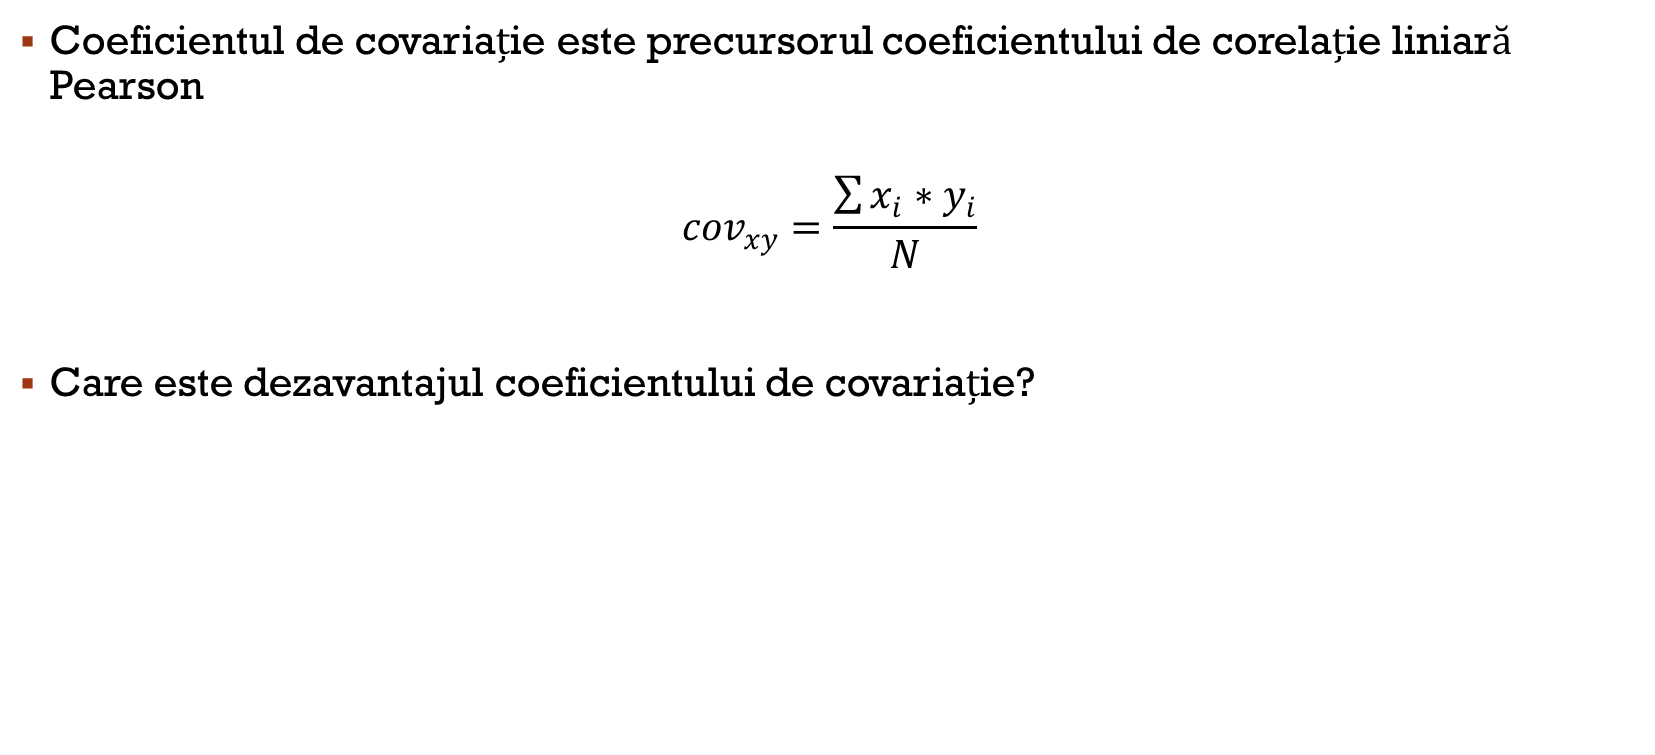 ▪ Coeficientul de covariație este precursorul coeficientului de corelație liniară
Pearson
cov_xy = ∑ x_i * y_i / N
▪ Care este dezavantajul coeficientului de covariație?